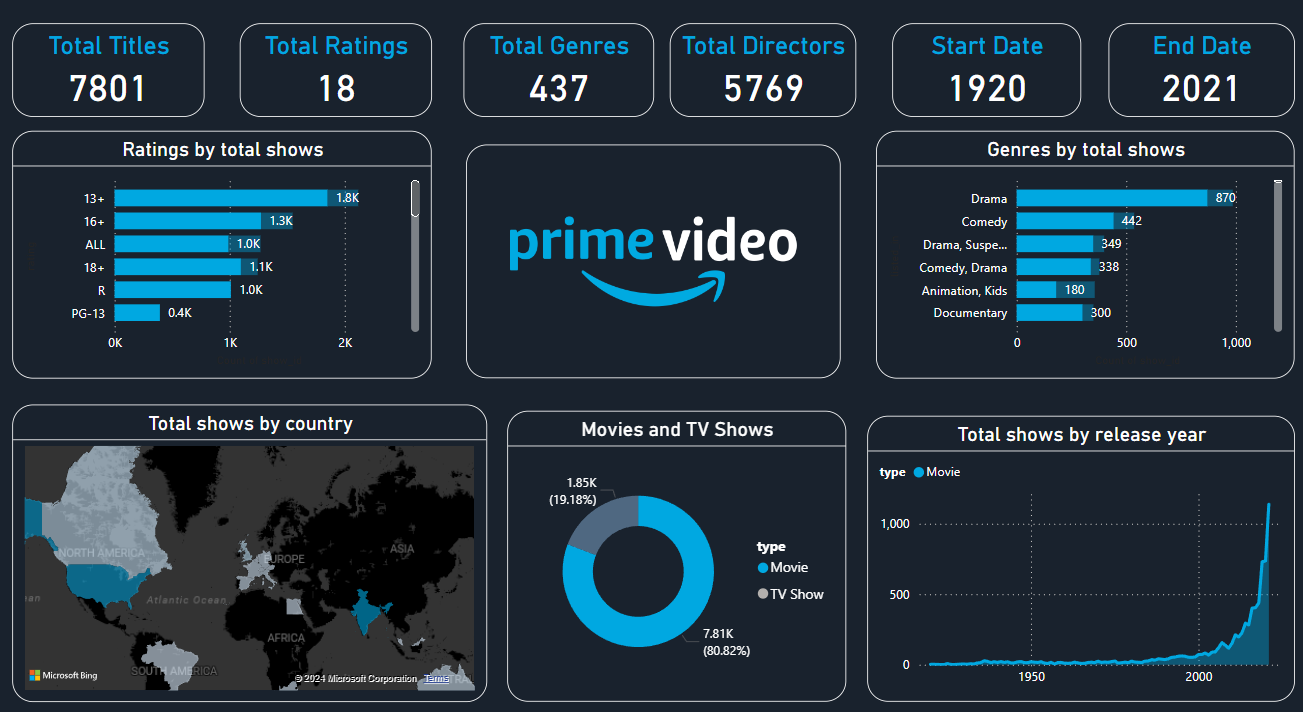 Total Titles
7801
Total Ratings
18
Total Genres
437
Total Directors
5769
Start Date
1920
End Date
2021
Ratings by total shows
13+ 1.8K
16+ 1.3K
ALL 1.0K
18+ 1.1K
R 1.0K
PG-13 0.4K
0K 1K 2K
prime video
Genres by total shows
Drama 870
Comedy 442
Drama, Suspe... 349
Comedy, Drama 338
Animation, Kids 180
Documentary 300
0 500 1,000
Total shows by country
NORTH AMERICA
EUROPE
ASIA
Atlantic Ocean
AFRICA
SOUTH AMERICA
Microsoft Bing
© 2024 Microsoft Corporation Terms
Movies and TV Shows
1.85K
(19.18%)
type
Movie
TV Show
7.81K
(80.82%)
Total shows by release year
type Movie
1,000
500
0
1950 2000